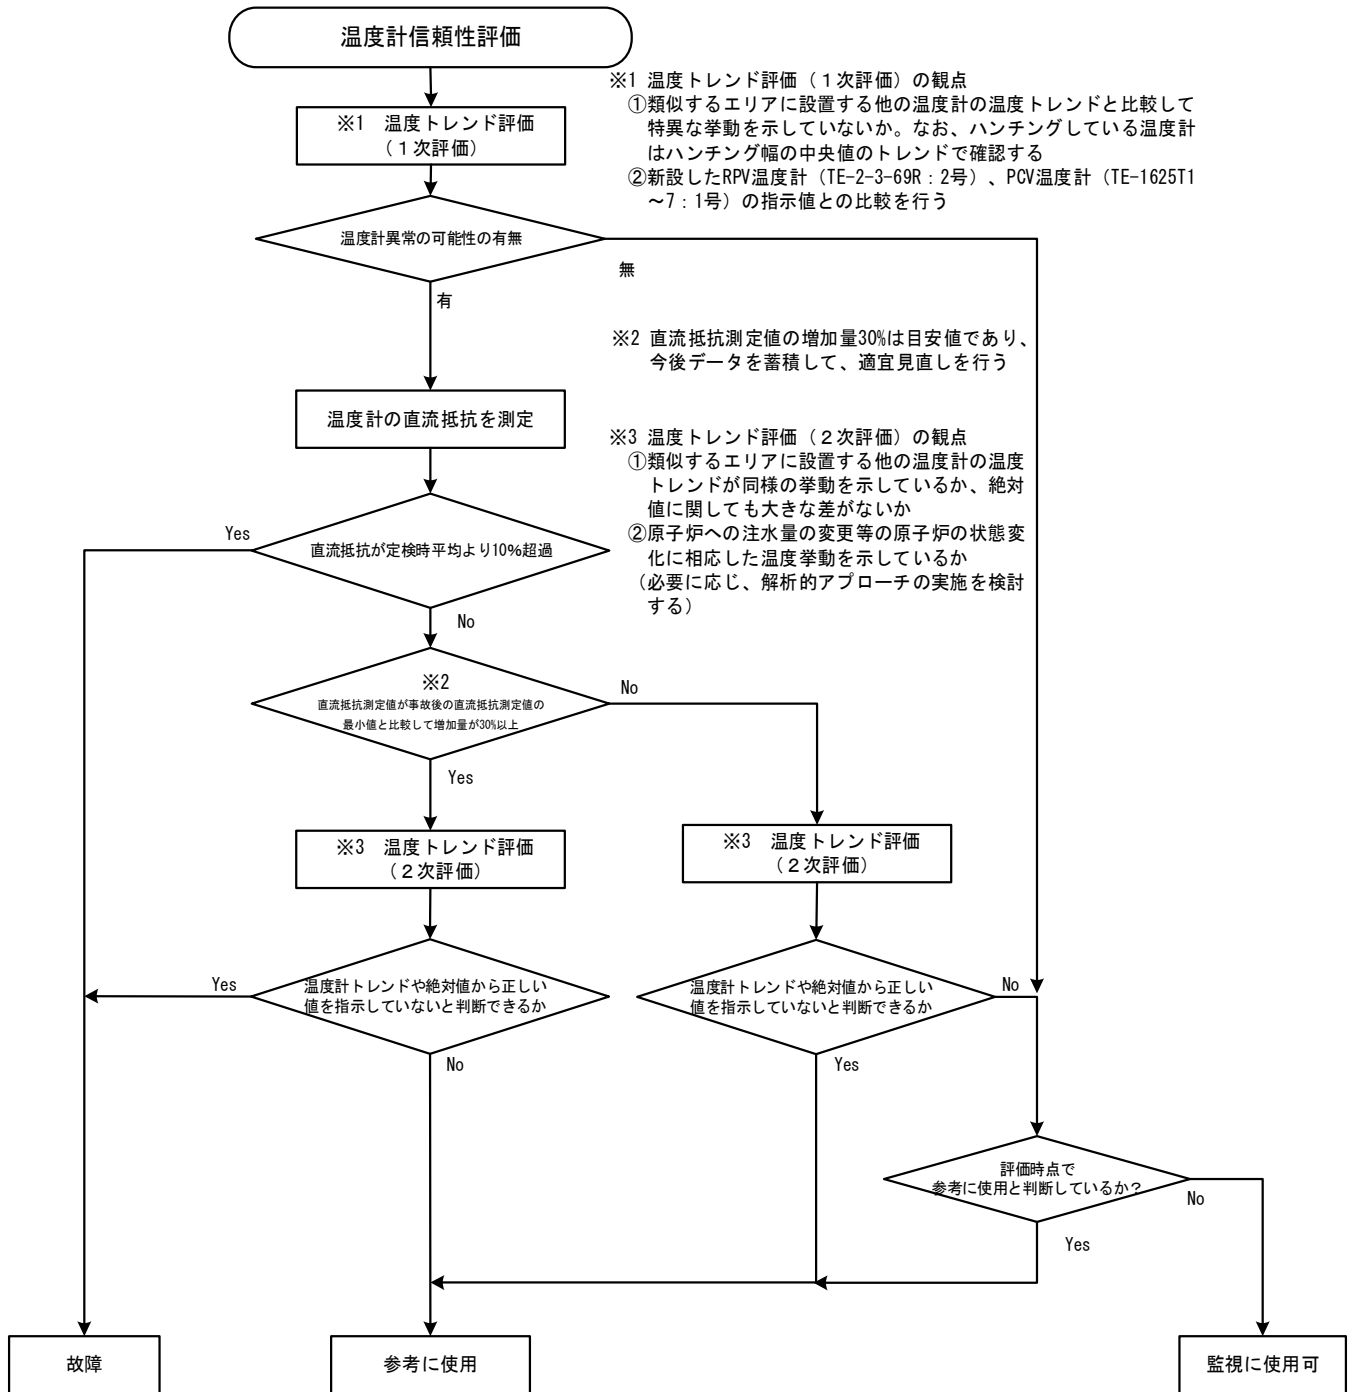 温度計信頼性評価
※1　温度トレンド評価
（１次評価）
※1 温度トレンド評価（１次評価）の観点
①類似するエリアに設置する他の温度計の温度トレンドと比較して
特異な挙動を示していないか。なお、ハンチングしている温度計
はハンチング幅の中央値のトレンドで確認する
②新設したRPV温度計（TE-2-3-69R：2号）、PCV温度計（TE-1625T1
～7：1号）の指示値との比較を行う
温度計異常の可能性の有無
無
有
※2 直流抵抗測定値の増加量30%は目安値であり、
今後データを蓄積して、適宜見直しを行う
温度計の直流抵抗を測定
※3 温度トレンド評価（２次評価）の観点
①類似するエリアに設置する他の温度計の温度
トレンドが同様の挙動を示しているか、絶対
値に関しても大きな差がないか
②原子炉への注水量の変更等の原子炉の状態変
化に相応した温度挙動を示しているか
（必要に応じ、解析的アプローチの実施を検討
する）
Yes
直流抵抗が定検時平均より10%超過
No
※2
直流抵抗測定値が事故後の直流抵抗測定値の
最小値と比較して増加量が30%以上
No
Yes
※3　温度トレンド評価
（２次評価）
※3　温度トレンド評価
（２次評価）
Yes
温度計トレンドや絶対値から正しい
値を指示していないと判断できるか
No
温度計トレンドや絶対値から正しい
値を指示していないと判断できるか
No
Yes
評価時点で
参考に使用と判断しているか？
No
Yes
故障
参考に使用
監視に使用可